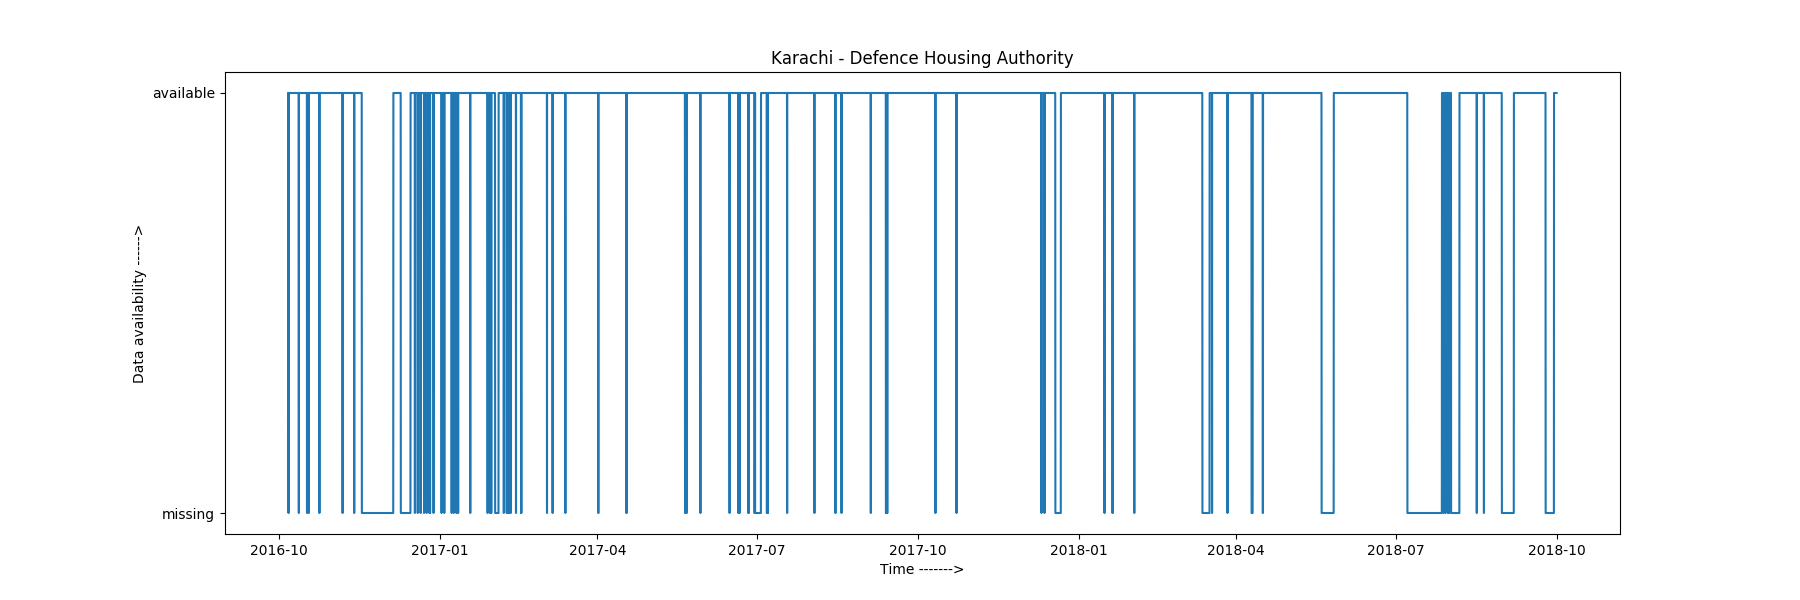 Karachi - Defence Housing Authority
available
missing
Data availability ------>
2016-10
2017-01
2017-04
2017-07
2017-10
2018-01
2018-04
2018-07
2018-10
Time ------->